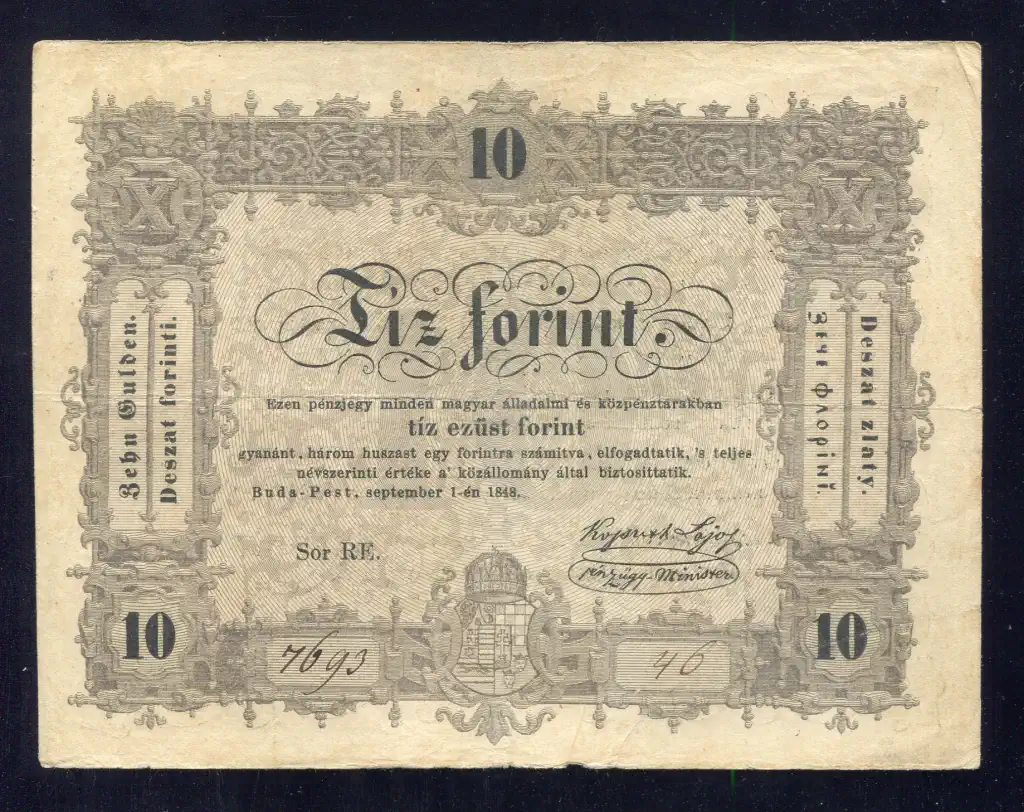 10
X
X
Zehn Gulden.
Deszat forinti.
Tíz forint.
Ezen pénzjegy minden magyar álladalmi és közpénztárakban
tíz ezüst forint
gyanánt, három huszast egy forintra számitva, elfogadtatik, 's teljes
névszerinti értéke a' közállomány által biztosittatik.
Buda-Pest, september 1-én 1848.
Sor RE.
Kossuth Lajos
pénzügy Minister
Deszat zlaty.
10
7693
46
10